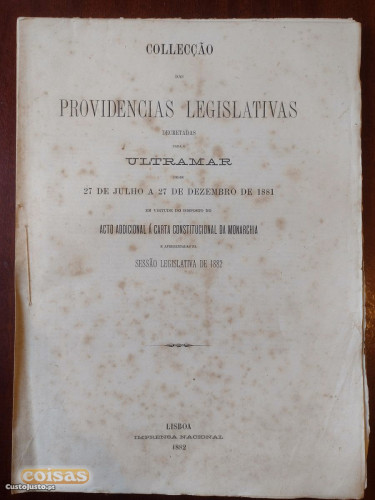 COLLECÇÃO
DAS
PROVIDENCIAS LEGISLATIVAS
DECRETADAS
PARA O
ULTRAMAR
DESDE
27 DE JULHO A 27 DE DEZEMBRO DE 1881
EM VIRTUDE DO DISPOSTO NO
ACTO ADDICIONAL Á CARTA CONSTITUCIONAL DA MONARCHIA
E APRESENTADAS NA
SESSÃO LEGISLATIVA DE 1882
LISBOA
IMPRENSA NACIONAL
1882
coisas
CustoJusto.pt